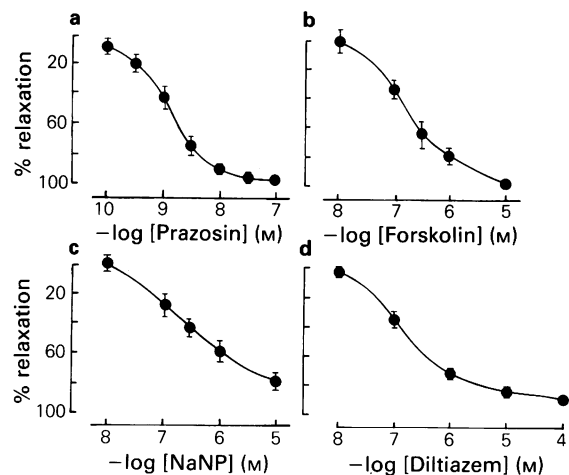 a
% relaxation
20
60
100
10 9 8 7
−log [Prazosin] (M)
b
8 7 6 5
−log [Forskolin] (M)
c
% relaxation
20
60
100
8 7 6 5
−log [NaNP] (M)
d
8 7 6 5 4
−log [Diltiazem] (M)